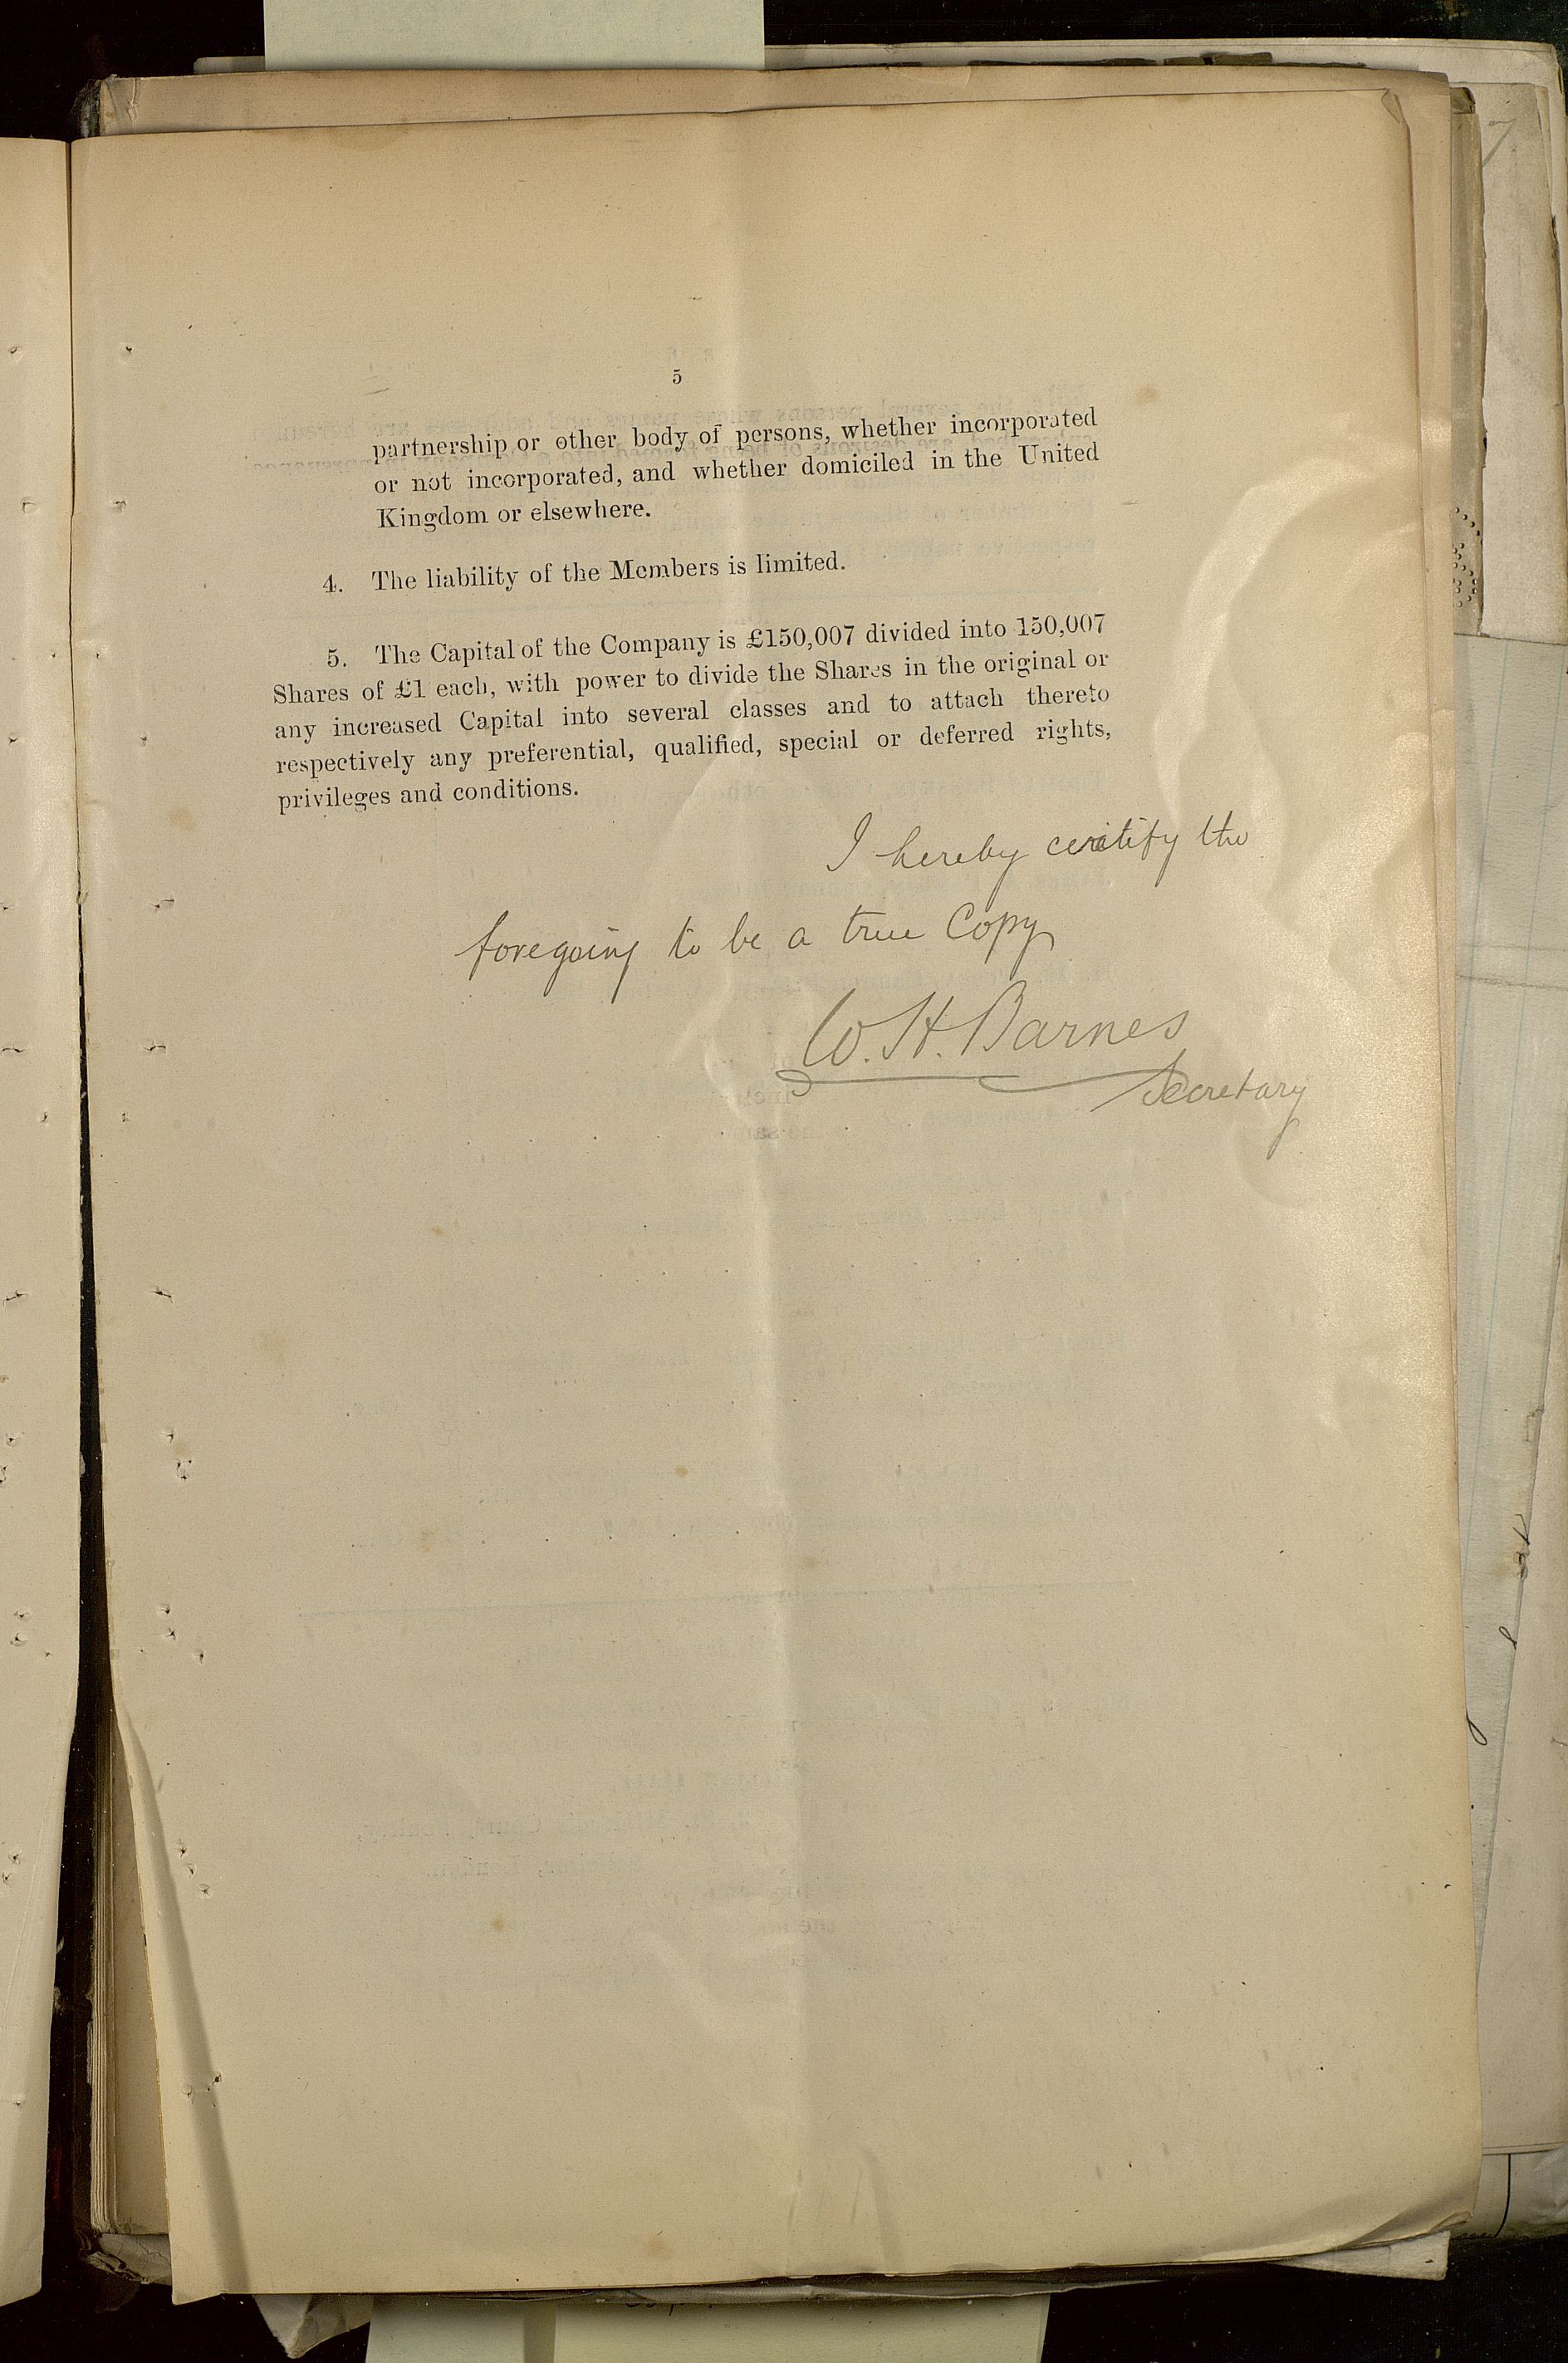 5
partnership or other body of persons, whether incorporated
or not incorporated, and whether domiciled in the United
Kingdom or elsewhere.
4. The liability of the Members is limited.
5. The Capital of the Company is £150,007 divided into 150,007
Shares of £1 each, with power to divide the Shares in the original or
any increased Capital into several classes and to attach thereto
respectively any preferential, qualified, special or deferred rights,
privileges and conditions.
I hereby certify the
foregoing to be a true Copy
W. H. Barnes
Secretary